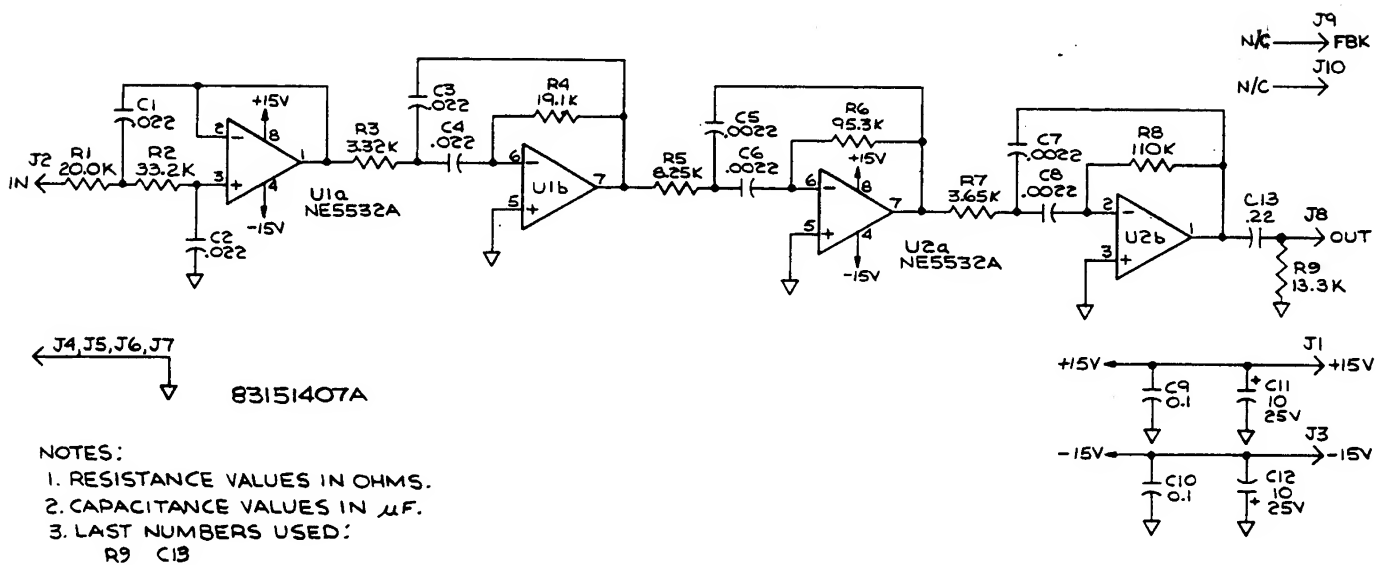 J9
N/C FBK
J10
N/C
C1
.022
+15V
2
8
1
J2
IN
R1
20.0K
R2
33.2K
3
4
-15V
U1a
NE5532A
C2
.022
R3
3.32K
C3
.022
C4
.022
R4
19.1K
6
5
7
U1b
R5
8.25K
C5
.0022
C6
.0022
R6
95.3K
+15V
6
8
7
5
4
-15V
U2a
NE5532A
R7
3.65K
C7
.0022
C8
.0022
R8
110K
2
3
1
U2b
C13
.22
J8
OUT
R9
13.3K
J4,J5,J6,J7
83151407A
J1
+15V +15V
C9
0.1
+ C11
10
25V
J3
-15V -15V
C10
0.1
C12
10
+ 25V
NOTES:
1. RESISTANCE VALUES IN OHMS.
2. CAPACITANCE VALUES IN µF.
3. LAST NUMBERS USED:
R9 C13